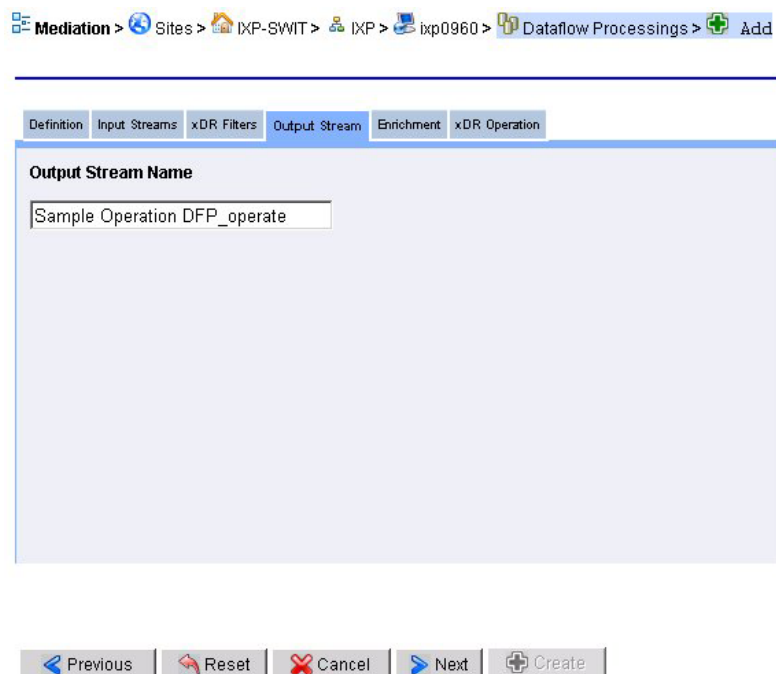 Mediation > Sites > IXP-SWIT > IXP > ixp0960 > Dataflow Processings > Add
Definition Input Streams xDR Filters Output Stream Enrichment xDR Operation
Output Stream Name
Sample Operation DFP_operate
Previous Reset Cancel Next Create